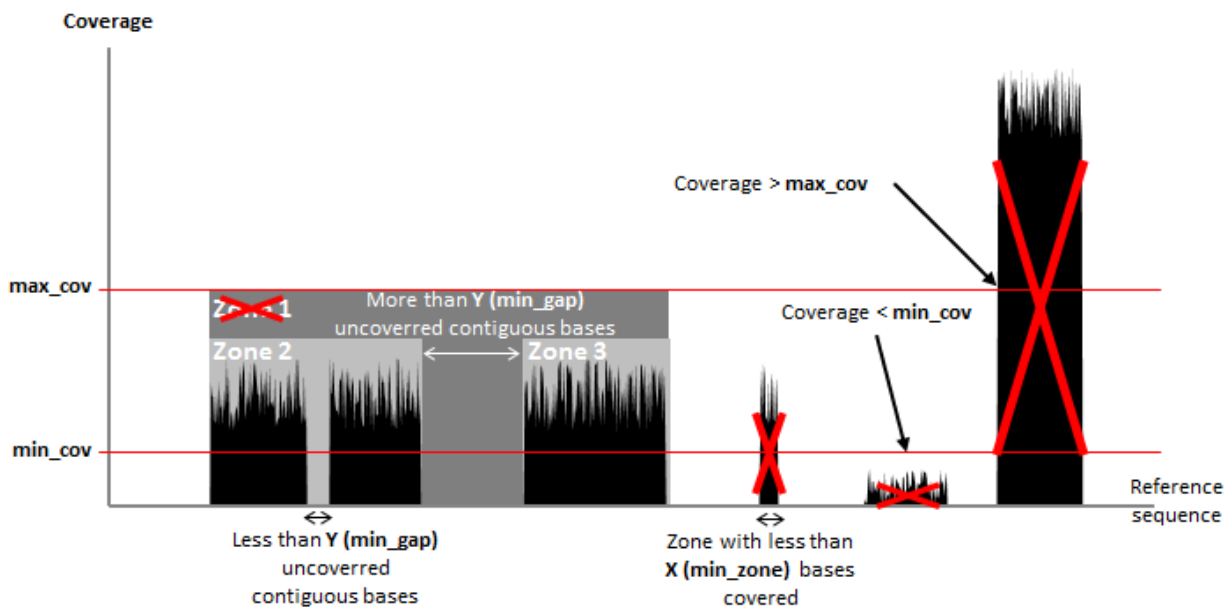 Coverage
Coverage > max_cov
max_cov
Zone 1
More than Y (min_gap)
uncoverred contiguous bases
Coverage < min_cov
Zone 2
Zone 3
min_cov
Reference
sequence
Less than Y (min_gap)
uncoverred
contiguous bases
Zone with less than
X (min_zone) bases
covered